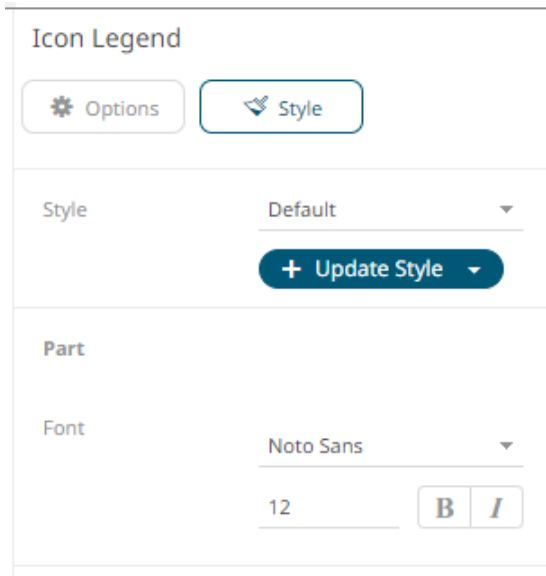 Icon Legend
Options Style
Style Default
+ Update Style
Part
Font
Noto Sans
12 B I